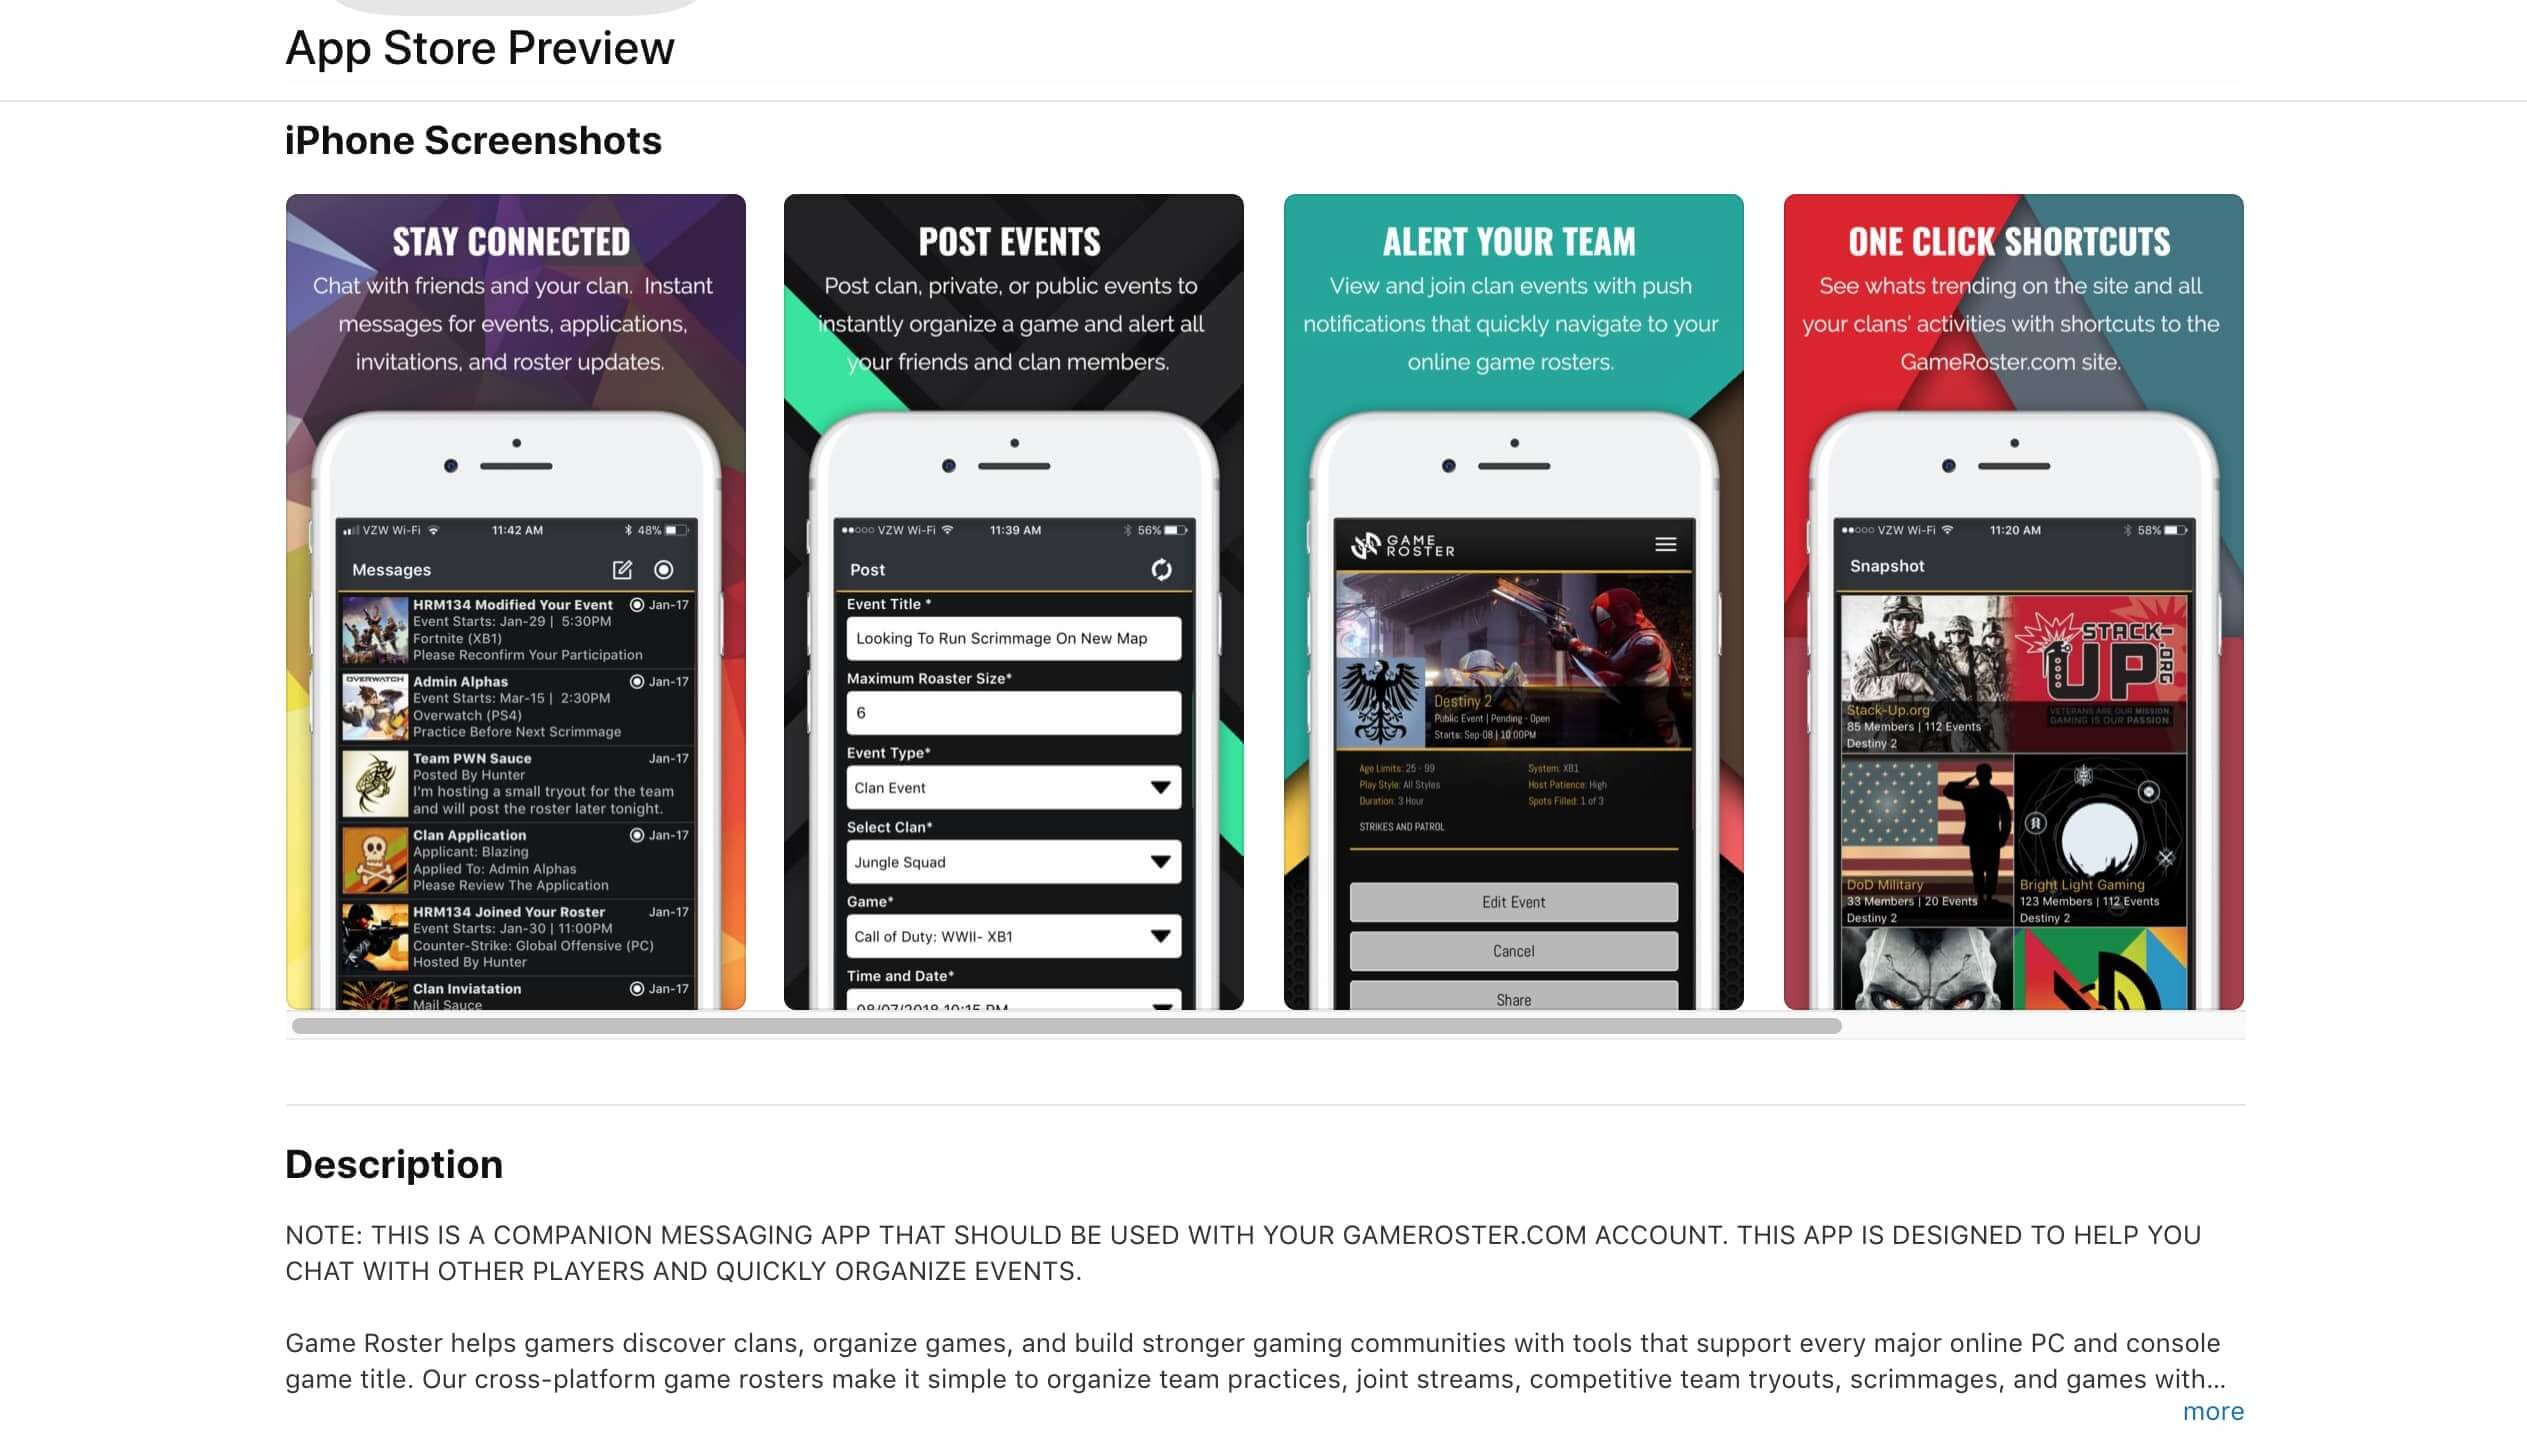 App Store Preview
iPhone Screenshots
STAY CONNECTED
Chat with friends and your clan. Instant
messages for events, applications,
invitations, and roster updates.
VZW Wi-Fi 11:42 AM 48%
Messages
HRM134 Modified Your Event Jan-17
Event Starts: Jan-29 | 5:30PM
Fortnite (XB1)
Please Reconfirm Your Participation
OVERWATCH
Admin Alphas Jan-17
Event Starts: Mar-15 | 2:30PM
Overwatch (PS4)
Practice Before Next Scrimmage
Team PWN Sauce Jan-17
Posted By Hunter
I'm hosting a small tryout for the team
and will post the roster later tonight.
Clan Application Jan-17
Applicant: Blazing
Applied To: Admin Alphas
Please Review The Application
HRM134 Joined Your Roster Jan-17
Event Starts: Jan-30 | 11:00PM
Counter-Strike: Global Offensive (PC)
Hosted By Hunter
Clan Inviatation Jan-17
Mail Sauce
POST EVENTS
Post clan, private, or public events to
instantly organize a game and alert all
your friends and clan members.
VZW Wi-Fi 11:39 AM 56%
Post
Event Title *
Looking To Run Scrimmage On New Map
Maximum Roaster Size*
6
Event Type*
Clan Event
Select Clan*
Jungle Squad
Game*
Call of Duty: WWII- XB1
Time and Date*
08/07/2018 10:15 PM
ALERT YOUR TEAM
View and join clan events with push
notifications that quickly navigate to your
online game rosters.
GAME
ROSTER
Destiny 2
Public Event | Pending - Open
Starts: Sep-08 | 10:00PM
Age Limits: 25 - 99 System: XB1
Play Style: All Styles Host Patience: High
Duration: 3 Hour Spots Filled: 1 of 3
STRIKES AND PATROL
Edit Event
Cancel
Share
ONE CLICK SHORTCUTS
See whats trending on the site and all
your clans' activities with shortcuts to the
GameRoster.com site.
VZW Wi-Fi 11:20 AM 58%
Snapshot
STACK-
UP.ORG
VETERANS ARE OUR MISSION
GAMING IS OUR PASSION
Stack-Up.org
85 Members | 112 Events
Destiny 2
DoD Military
33 Members | 20 Events
Destiny 2
Bright Light Gaming
123 Members | 112 Events
Destiny 2
Description
NOTE: THIS IS A COMPANION MESSAGING APP THAT SHOULD BE USED WITH YOUR GAMEROSTER.COM ACCOUNT. THIS APP IS DESIGNED TO HELP YOU
CHAT WITH OTHER PLAYERS AND QUICKLY ORGANIZE EVENTS.
Game Roster helps gamers discover clans, organize games, and build stronger gaming communities with tools that support every major online PC and console
game title. Our cross-platform game rosters make it simple to organize team practices, joint streams, competitive team tryouts, scrimmages, and games with...
more